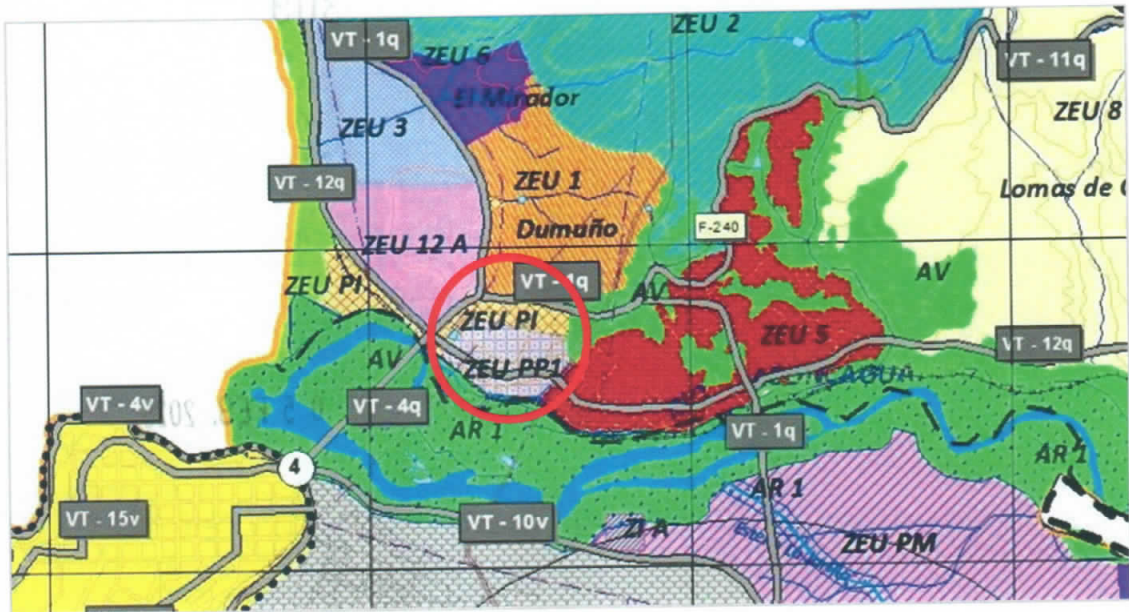 VT - 1q
ZEU 6
ZEU 2
VT - 11q
El Mirador
ZEU 3
ZEU 8
VT - 12q
ZEU 1
Lomas de
Dumuño
F-240
ZEU 12 A
ZEU PI
VT - 1q
AV
AV
ZEU PI
ZEU 5
AV
ZEU PP1
VT - 12q
VT - 4v
VT - 4q
AR 1
VT - 1q
4
AR 1
AR 1
VT - 15v
VT - 10v
ZI A
ZEU PM